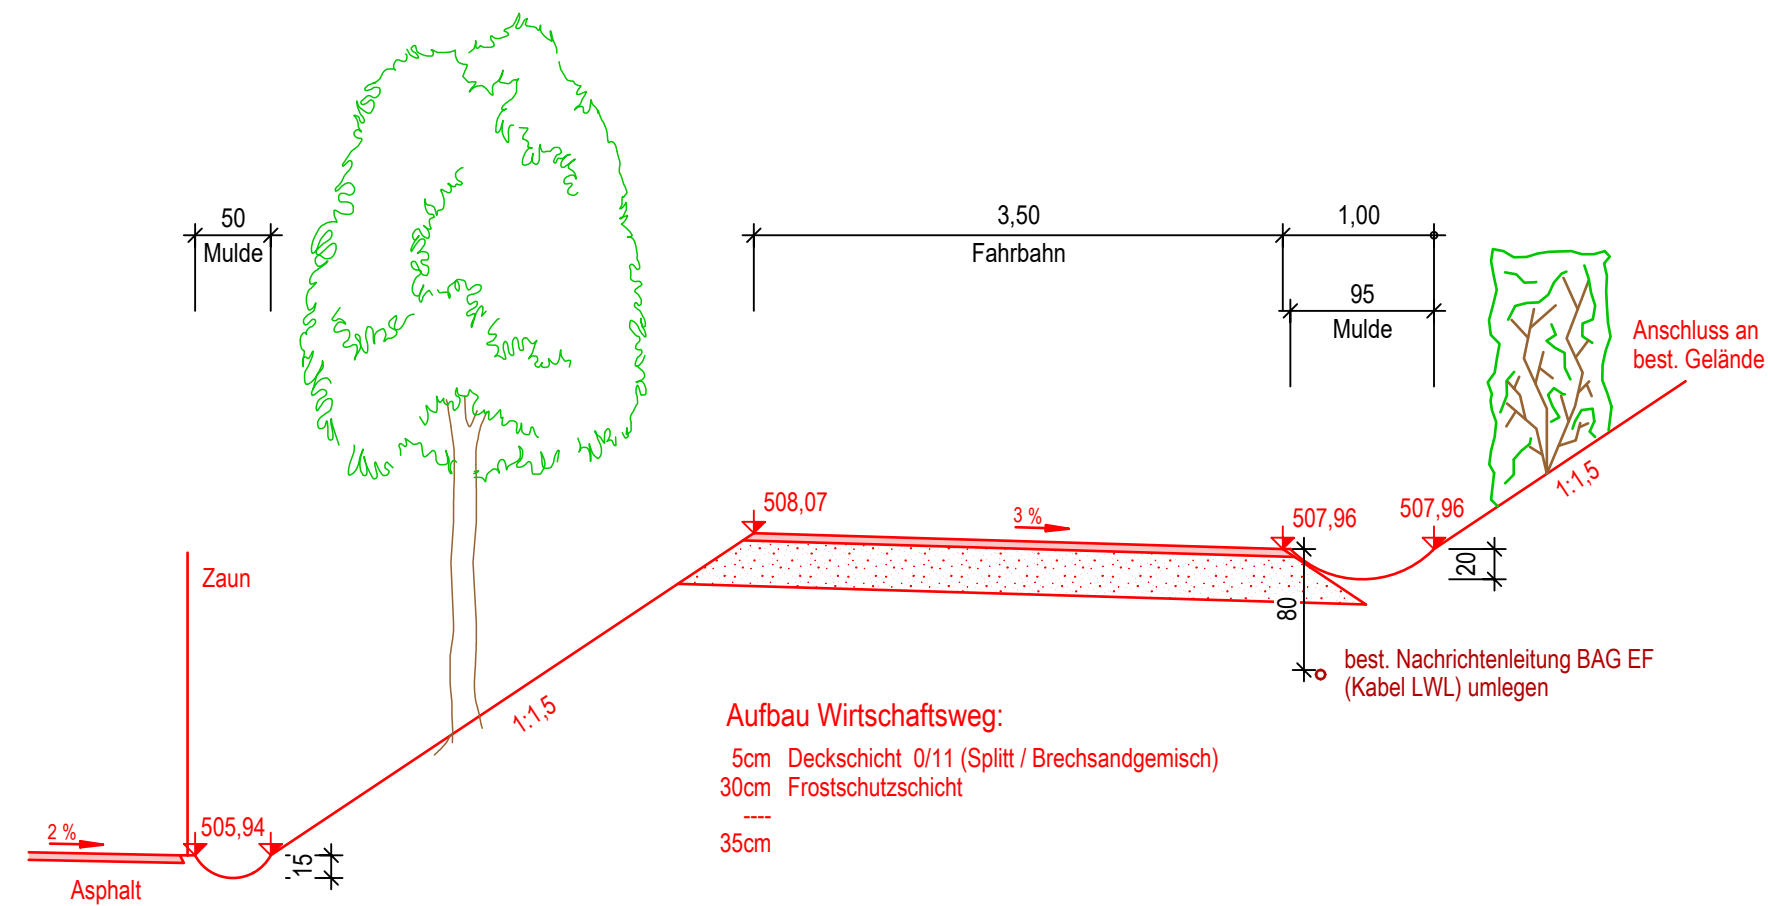 50
Mulde
3,50
Fahrbahn
1,00
95
Mulde
Anschluss an
best. Gelände
1:1,5
508,07
3 %
507,96
507,96
20
80
Zaun
best. Nachrichtenleitung BAG EF
(Kabel LWL) umlegen
1:1,5
Aufbau Wirtschaftsweg:
5cm Deckschicht 0/11 (Splitt / Brechsandgemisch)
30cm Frostschutzschicht
----
35cm
2 %
505,94
15
Asphalt